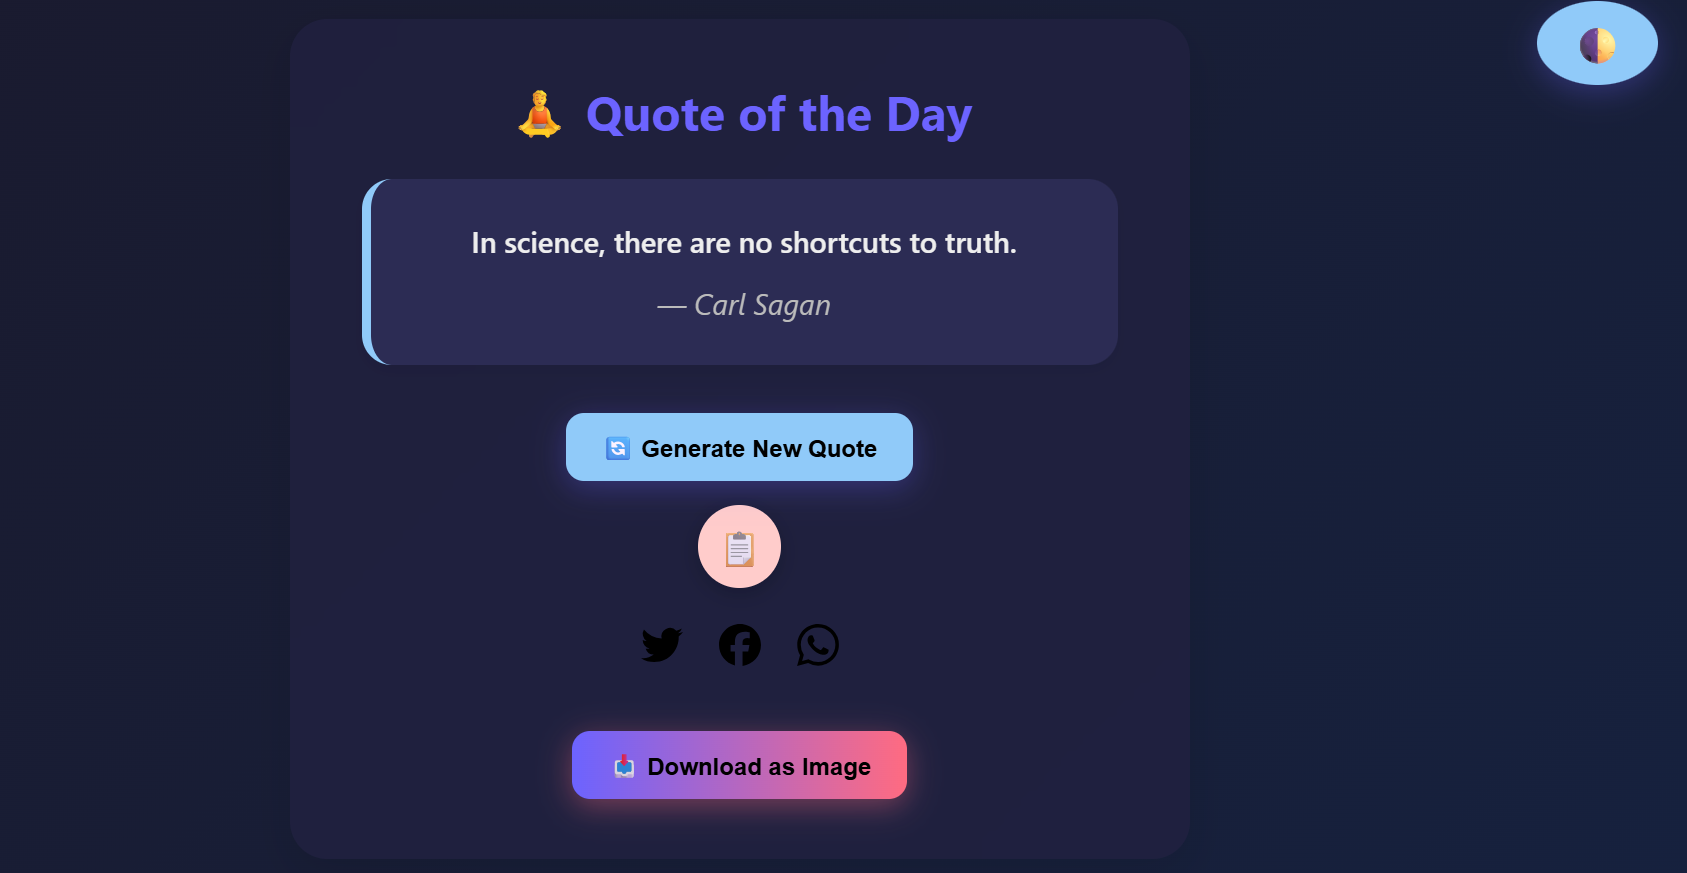 Quote of the Day
In science, there are no shortcuts to truth.
— Carl Sagan
Generate New Quote
Download as Image